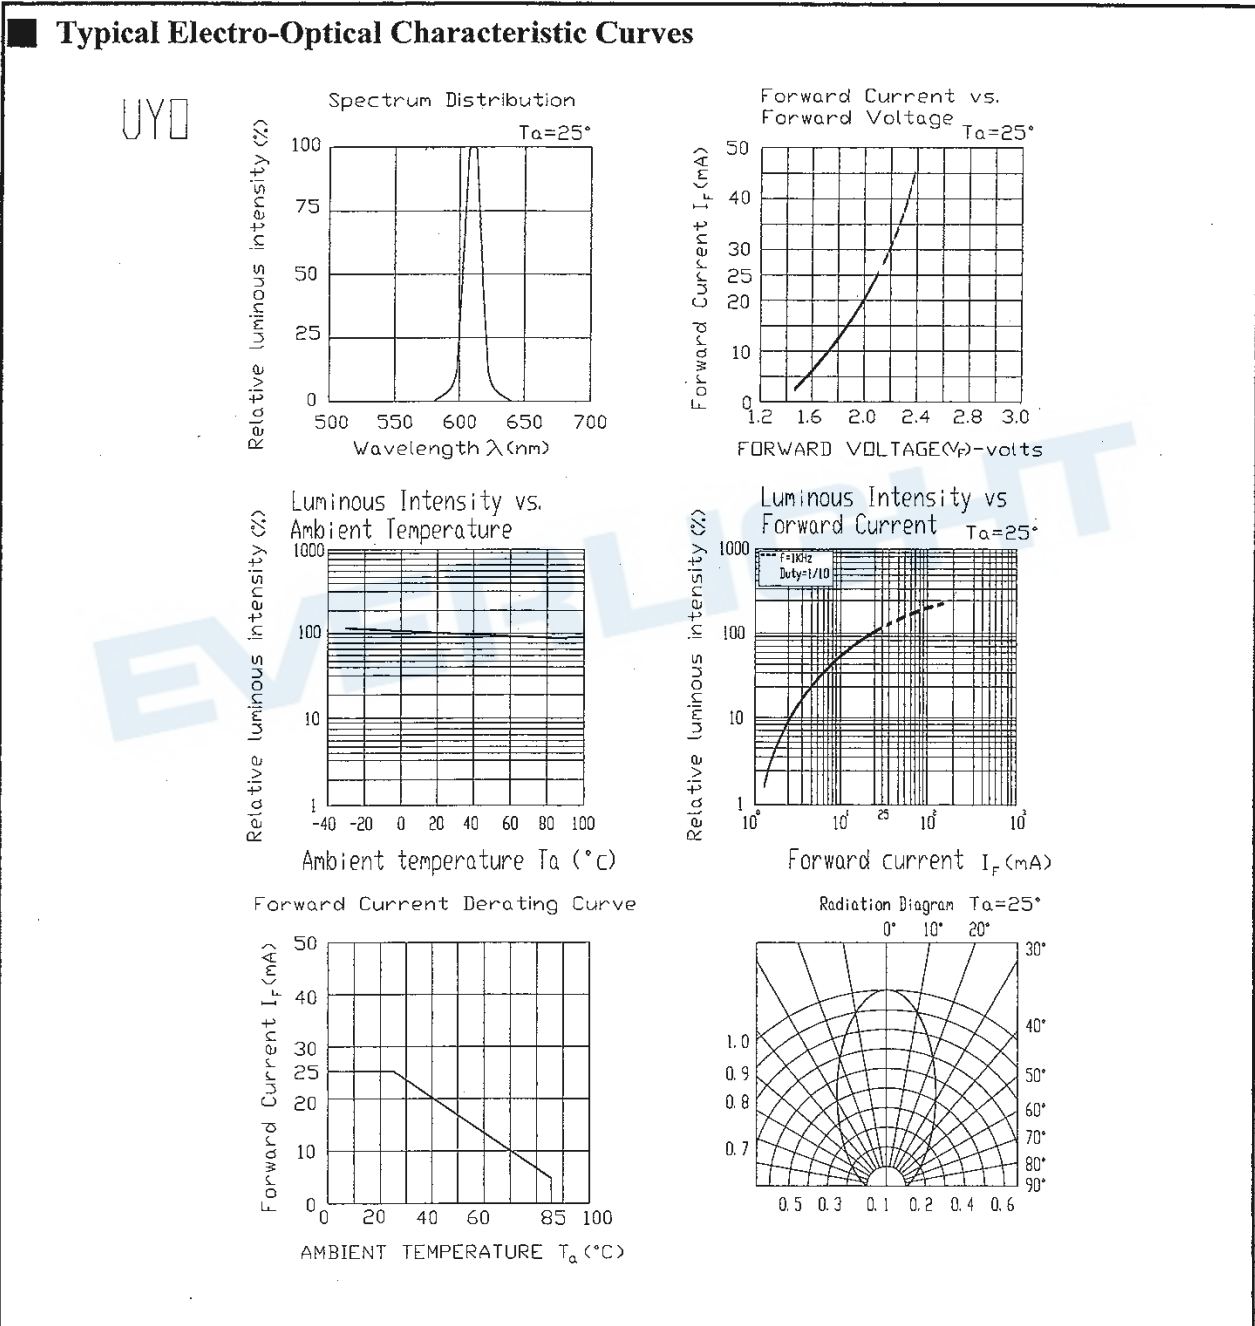 Typical Electro-Optical Characteristic Curves
UYO
Spectrum Distribution
Ta=25°
Relative luminous intensity (%)
100
75
50
25
0
500 550 600 650 700
Wavelength λ(nm)
Forward Current vs.
Forward Voltage
Ta=25°
Forward Current IF(mA)
50
40
30
25
20
10
0
1.2 1.6 2.0 2.4 2.8 3.0
FORWARD VOLTAGE(VF)-volts
Luminous Intensity vs.
Ambient Temperature
Relative luminous intensity (%)
1000
100
10
1
-40 -20 0 20 40 60 80 100
Ambient temperature Ta (°C)
Luminous Intensity vs
Forward Current
Ta=25°
Relative luminous intensity (%)
f=1KHz
Duty=1/10
1000
100
10
1
10⁰ 10¹ 25 10² 10³
Forward current IF(mA)
EVERLIGHT
Forward Current Derating Curve
Forward Current IF(mA)
50
40
30
25
20
10
0
0 20 40 60 85 100
AMBIENT TEMPERATURE Ta (°C)
Radiation Diagram Ta=25°
0° 10° 20°
30°
40°
50°
60°
70°
80°
90°
1.0
0.9
0.8
0.7
0.5 0.3 0.1 0.2 0.4 0.6